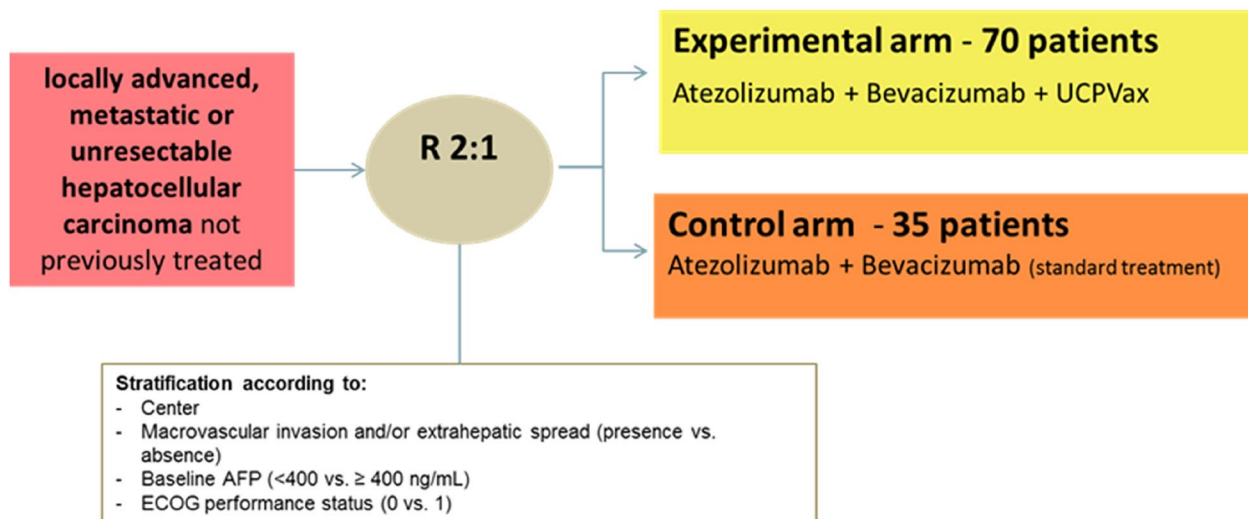 locally advanced,
metastatic or
unresectable
hepatocellular
carcinoma not
previously treated
R 2:1
Experimental arm - 70 patients
Atezolizumab + Bevacizumab + UCPVax
Control arm - 35 patients
Atezolizumab + Bevacizumab (standard treatment)
Stratification according to:
- Center
- Macrovascular invasion and/or extrahepatic spread (presence vs.
absence)
- Baseline AFP (<400 vs. ≥ 400 ng/mL)
- ECOG performance status (0 vs. 1)